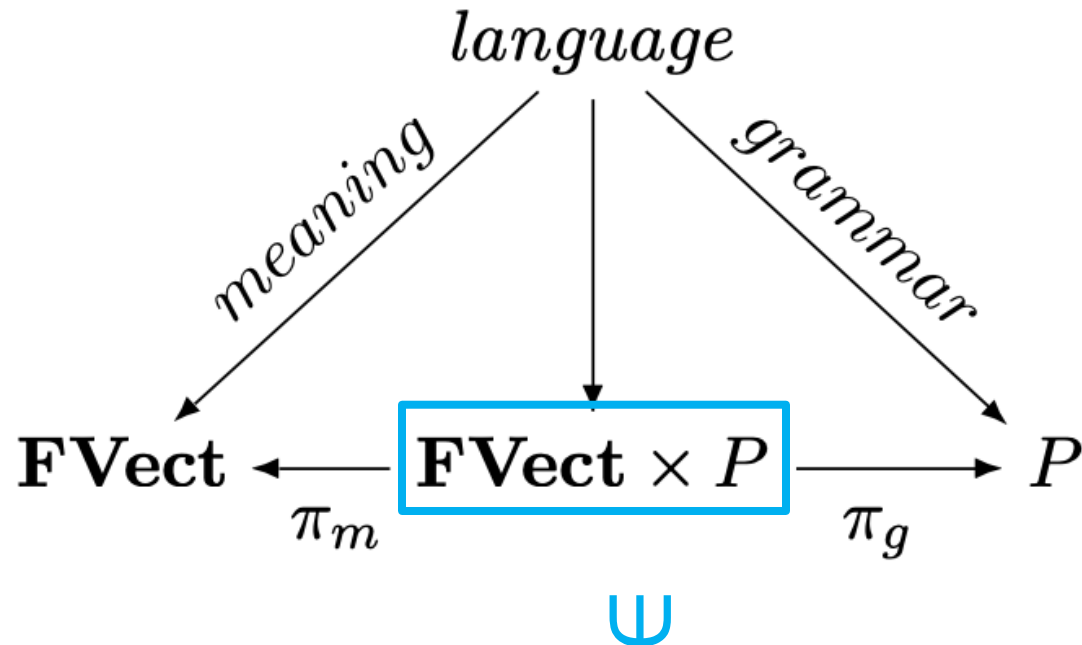 language
meaning
grammar
FVect
FVect × P
P
π_m
π_g
∋